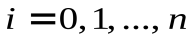 i = 0, 1, ..., n